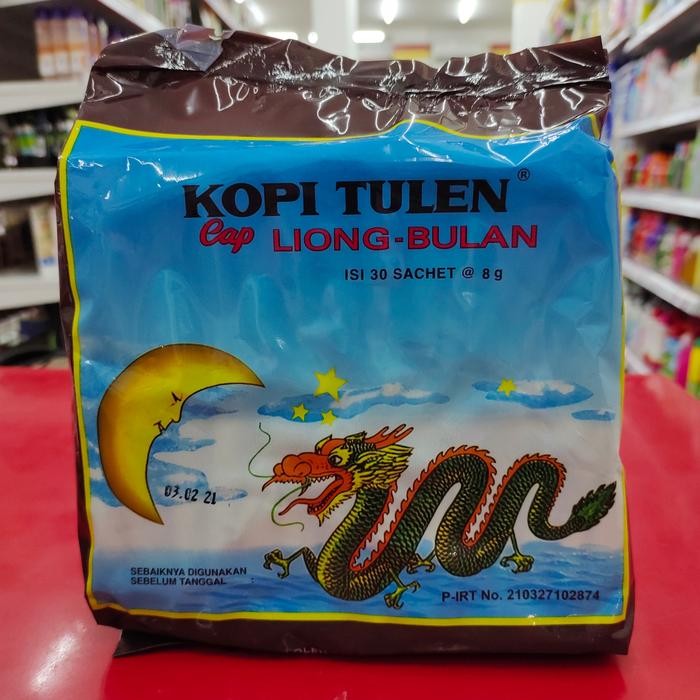 KOPI TULEN®
Cap LIONG-BULAN
ISI 30 SACHET @ 8 g
03.02 21
SEBAIKNYA DIGUNAKAN
SEBELUM TANGGAL
P-IRT No. 210327102874